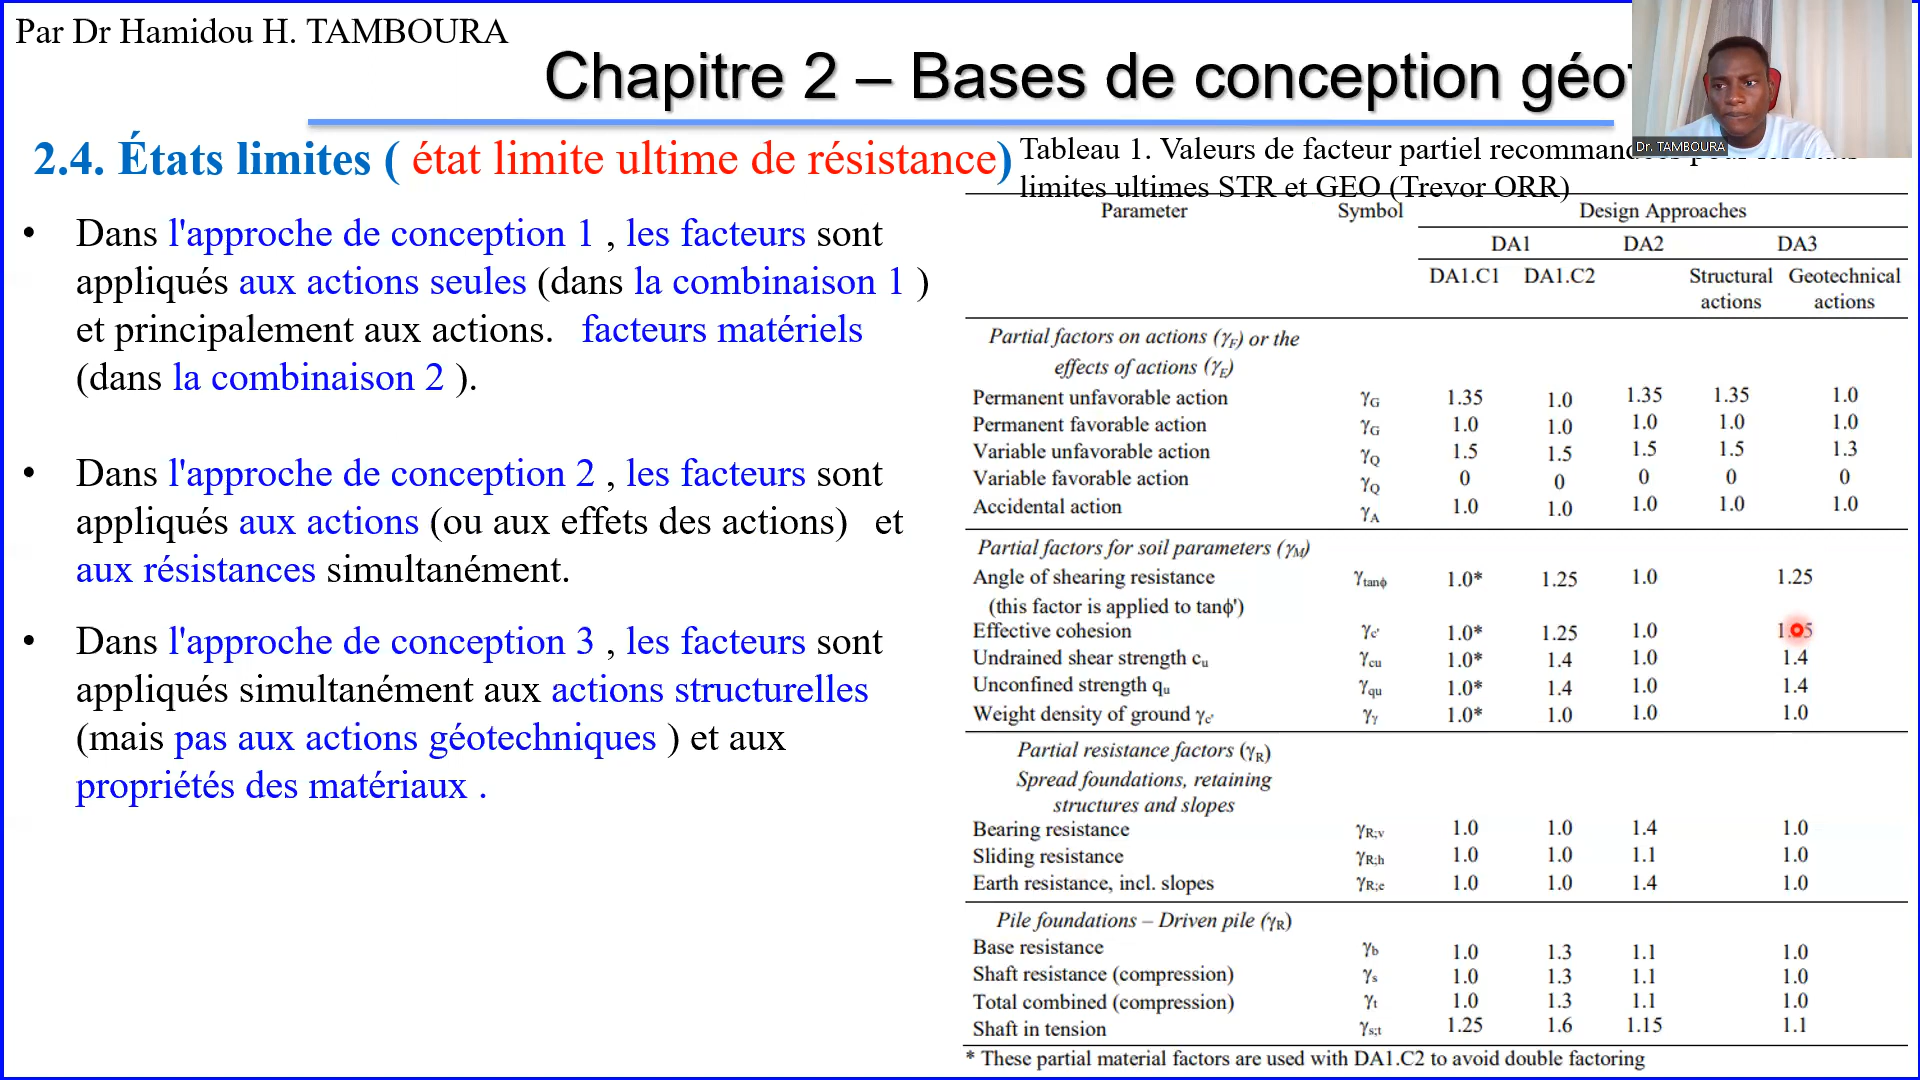 Par Dr Hamidou H. TAMBOURA
Chapitre 2 – Bases de conception géot
Dr. TAMBOURA
2.4. États limites ( état limite ultime de résistance)
• Dans l'approche de conception 1 , les facteurs sont
appliqués aux actions seules (dans la combinaison 1 )
et principalement aux actions. facteurs matériels
(dans la combinaison 2 ).
• Dans l'approche de conception 2 , les facteurs sont
appliqués aux actions (ou aux effets des actions) et
aux résistances simultanément.
• Dans l'approche de conception 3 , les facteurs sont
appliqués simultanément aux actions structurelles
(mais pas aux actions géotechniques ) et aux
propriétés des matériaux .
Tableau 1. Valeurs de facteur partiel
limites ultimes STR et GEO (Trevor ORR)
Parameter Symbol Design Approaches
DA1 DA2 DA3
DA1.C1 DA1.C2 Structural Geotechnical
actions actions
Partial factors on actions (γF) or the
effects of actions (γE)
Permanent unfavorable action γG 1.35 1.0 1.35 1.35 1.0
Permanent favorable action γG 1.0 1.0 1.0 1.0 1.0
Variable unfavorable action γQ 1.5 1.5 1.5 1.5 1.3
Variable favorable action γQ 0 0 0 0 0
Accidental action γA 1.0 1.0 1.0 1.0 1.0
Partial factors for soil parameters (γM)
Angle of shearing resistance γtanϕ 1.0* 1.25 1.0 1.25
(this factor is applied to tanϕ')
Effective cohesion γc' 1.0* 1.25 1.0
Undrained shear strength cu γcu 1.0* 1.4 1.0 1.4
Unconfined strength qu γqu 1.0* 1.4 1.0 1.4
Weight density of ground γc' γγ 1.0* 1.0 1.0 1.0
Partial resistance factors (γR)
Spread foundations, retaining
structures and slopes
Bearing resistance γR;v 1.0 1.0 1.4 1.0
Sliding resistance γR;h 1.0 1.0 1.1 1.0
Earth resistance, incl. slopes γR;e 1.0 1.0 1.4 1.0
Pile foundations – Driven pile (γR)
Base resistance γb 1.0 1.3 1.1 1.0
Shaft resistance (compression) γs 1.0 1.3 1.1 1.0
Total combined (compression) γt 1.0 1.3 1.1 1.0
Shaft in tension γs;t 1.25 1.6 1.15 1.1
* These partial material factors are used with DA1.C2 to avoid double factoring